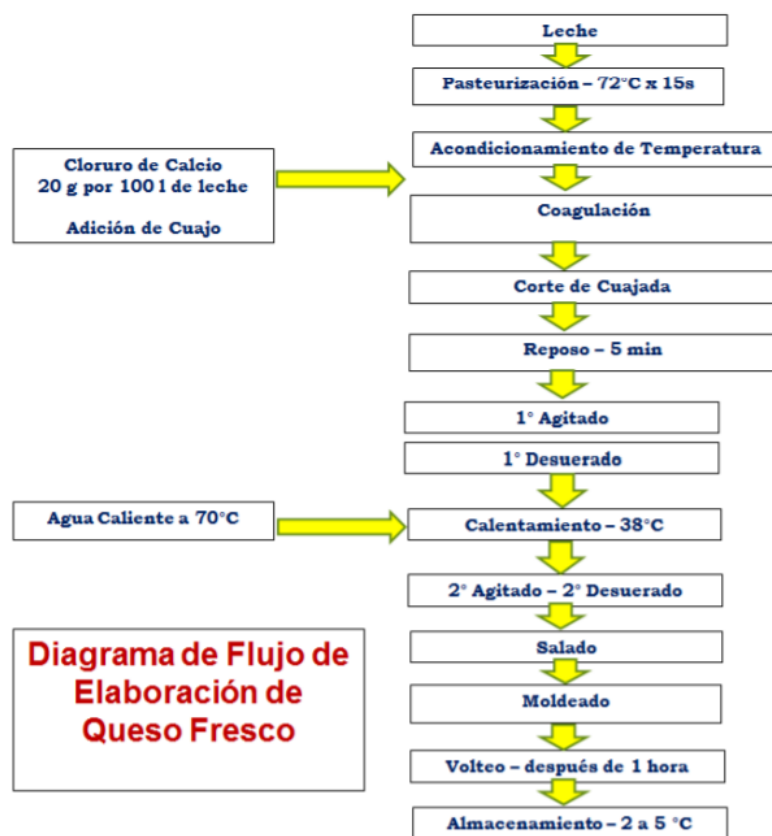 Leche
Pasteurización – 72°C x 15s
Acondicionamiento de Temperatura
Cloruro de Calcio
20 g por 100 l de leche
Adición de Cuajo
Coagulación
Corte de Cuajada
Reposo – 5 min
1° Agitado
1° Desuerado
Agua Caliente a 70°C
Calentamiento – 38°C
2° Agitado – 2° Desuerado
Diagrama de Flujo de
Elaboración de
Queso Fresco
Salado
Moldeado
Volteo – después de 1 hora
Almacenamiento – 2 a 5 °C